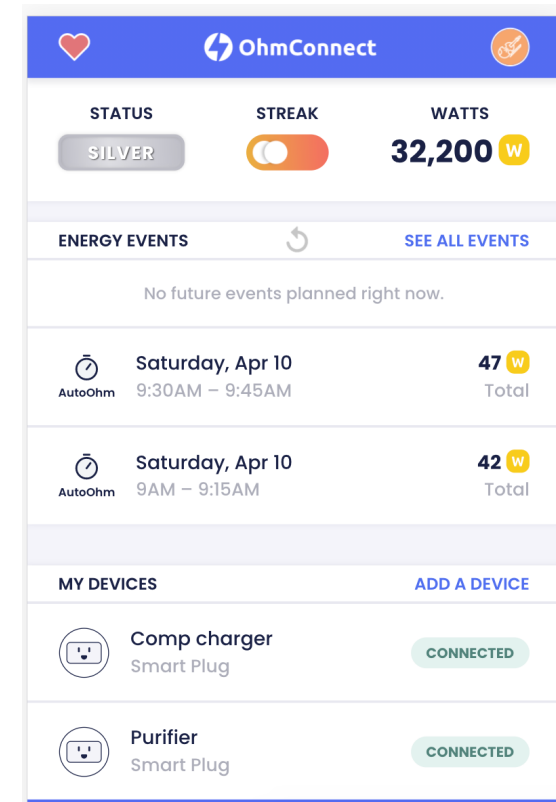 OhmConnect
STATUS STREAK WATTS
SILVER 32,200 W
ENERGY EVENTS SEE ALL EVENTS
No future events planned right now.
Saturday, Apr 10 47 W
AutoOhm 9:30AM – 9:45AM Total
Saturday, Apr 10 42 W
AutoOhm 9AM – 9:15AM Total
MY DEVICES ADD A DEVICE
Comp charger
Smart Plug CONNECTED
Purifier
Smart Plug CONNECTED